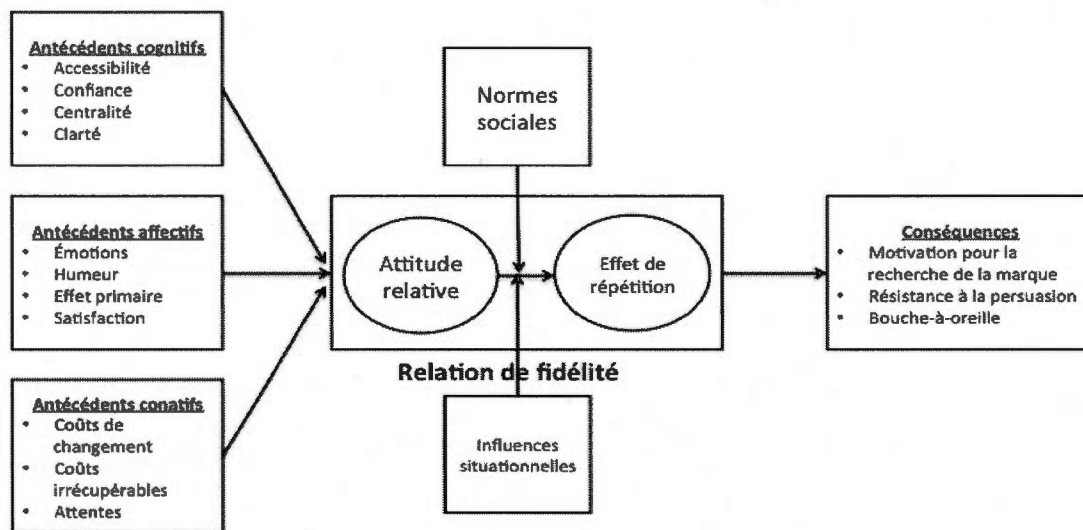 Antécédents cognitifs
• Accessibilité
• Confiance
• Centralité
• Clarté
Antécédents affectifs
• Émotions
• Humeur
• Effet primaire
• Satisfaction
Antécédents conatifs
• Coûts de
changement
• Coûts
irrécupérables
• Attentes
Normes
sociales
Attitude
relative
Effet de
répétition
Relation de fidélité
Influences
situationnelles
Conséquences
• Motivation pour la
recherche de la marque
• Résistance à la persuasion
• Bouche-à-oreille